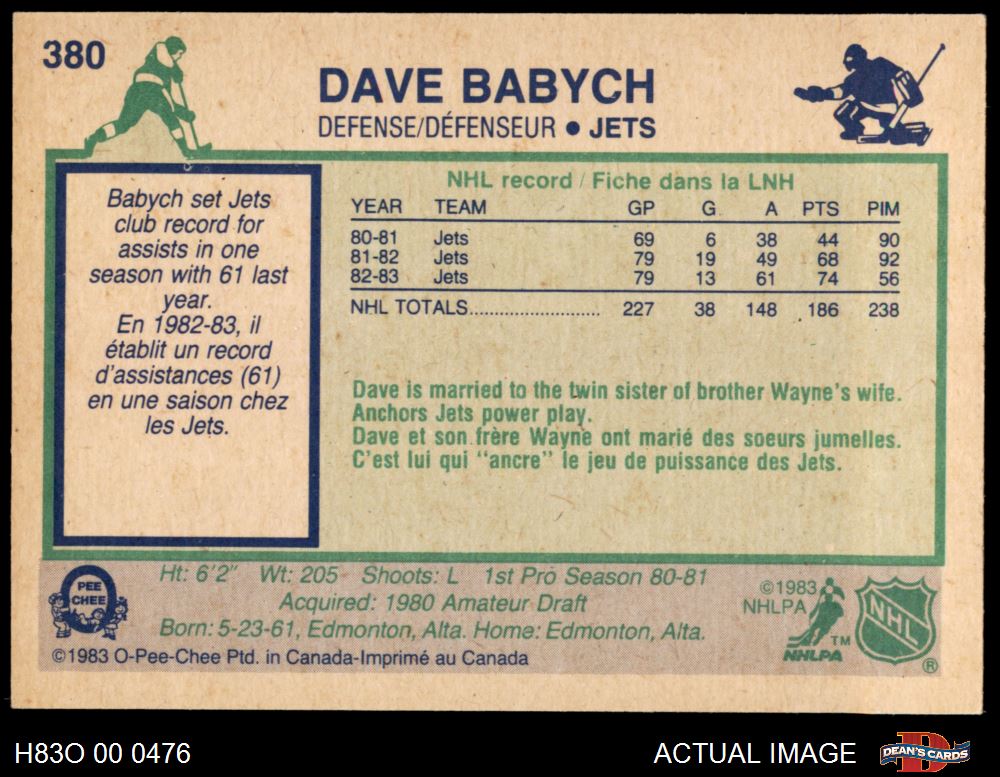 380
DAVE BABYCH
DEFENSE/DÉFENSEUR • JETS
Babych set Jets
club record for
assists in one
season with 61 last
year.
En 1982-83, il
établit un record
d'assistances (61)
en une saison chez
les Jets.
NHL record / Fiche dans la LNH
YEAR TEAM GP G A PTS PIM
80-81 Jets 69 6 38 44 90
81-82 Jets 79 19 49 68 92
82-83 Jets 79 13 61 74 56
NHL TOTALS.......................... 227 38 148 186 238
Dave is married to the twin sister of brother Wayne's wife.
Anchors Jets power play.
Dave et son frère Wayne ont marié des soeurs jumelles.
C'est lui qui "ancre" le jeu de puissance des Jets.
PEE
CHEE
Ht: 6'2" Wt: 205 Shoots: L 1st Pro Season 80-81
Acquired: 1980 Amateur Draft
Born: 5-23-61, Edmonton, Alta. Home: Edmonton, Alta.
©1983 O-Pee-Chee Ptd. in Canada-Imprimé au Canada
©1983
NHLPA
TM
NHLPA
NHL
®
H83O 00 0476
ACTUAL IMAGE
DEAN'S CARDS